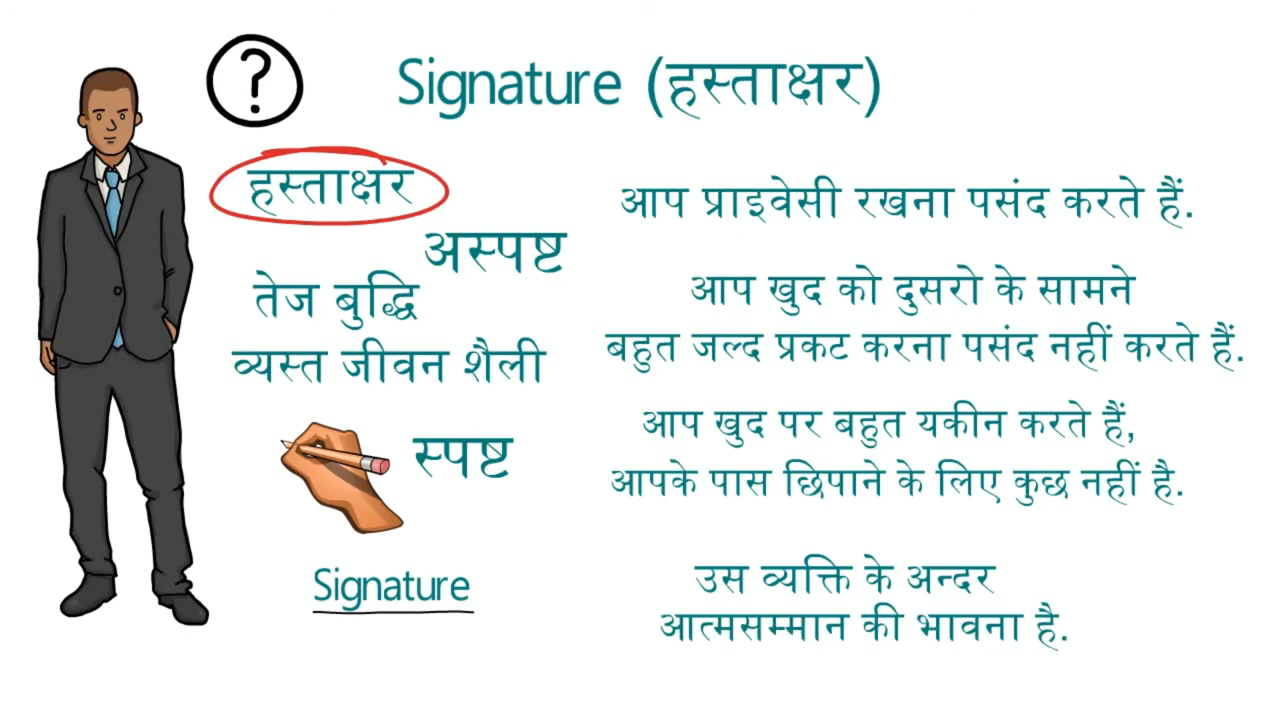 ?
Signature (हस्ताक्षर)
हस्ताक्षर
आप प्राइवेसी रखना पसंद करते हैं.
अस्पष्ट
तेज बुद्धि
आप खुद को दुसरो के सामने
बहुत जल्द प्रकट करना पसंद नहीं करते हैं.
व्यस्त जीवन शैली
आप खुद पर बहुत यकीन करते हैं,
स्पष्ट
आपके पास छिपाने के लिए कुछ नहीं है.
Signature
उस व्यक्ति के अन्दर
आत्मसम्मान की भावना है.